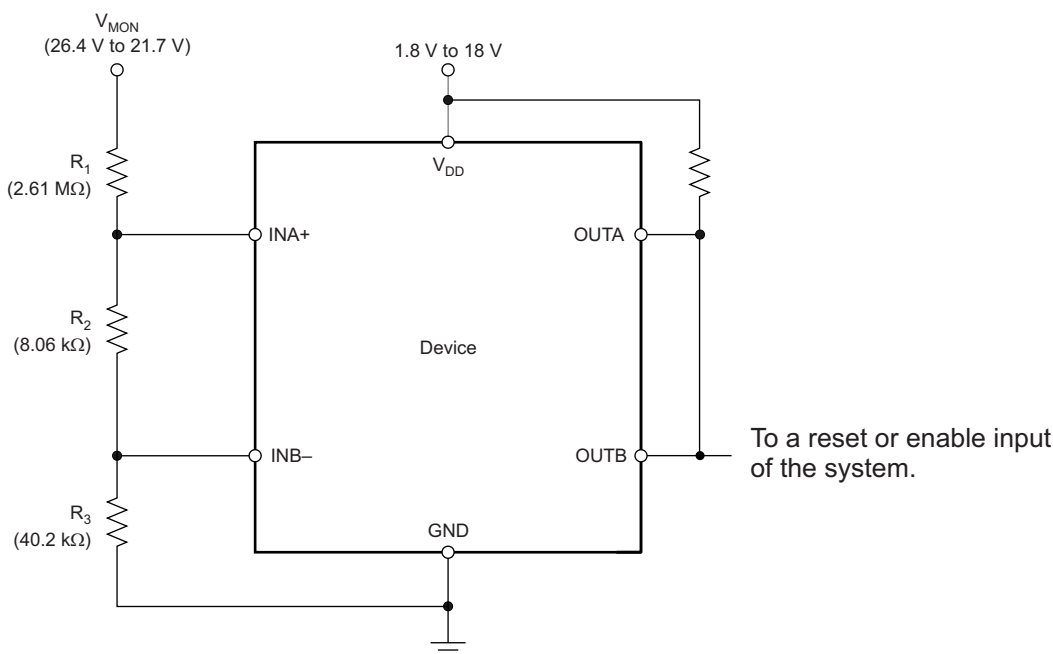 V_MON
(26.4 V to 21.7 V)
1.8 V to 18 V
R_1
(2.61 MΩ)
V_DD
INA+
OUTA
R_2
(8.06 kΩ)
Device
INB–
OUTB
To a reset or enable input
of the system.
R_3
(40.2 kΩ)
GND